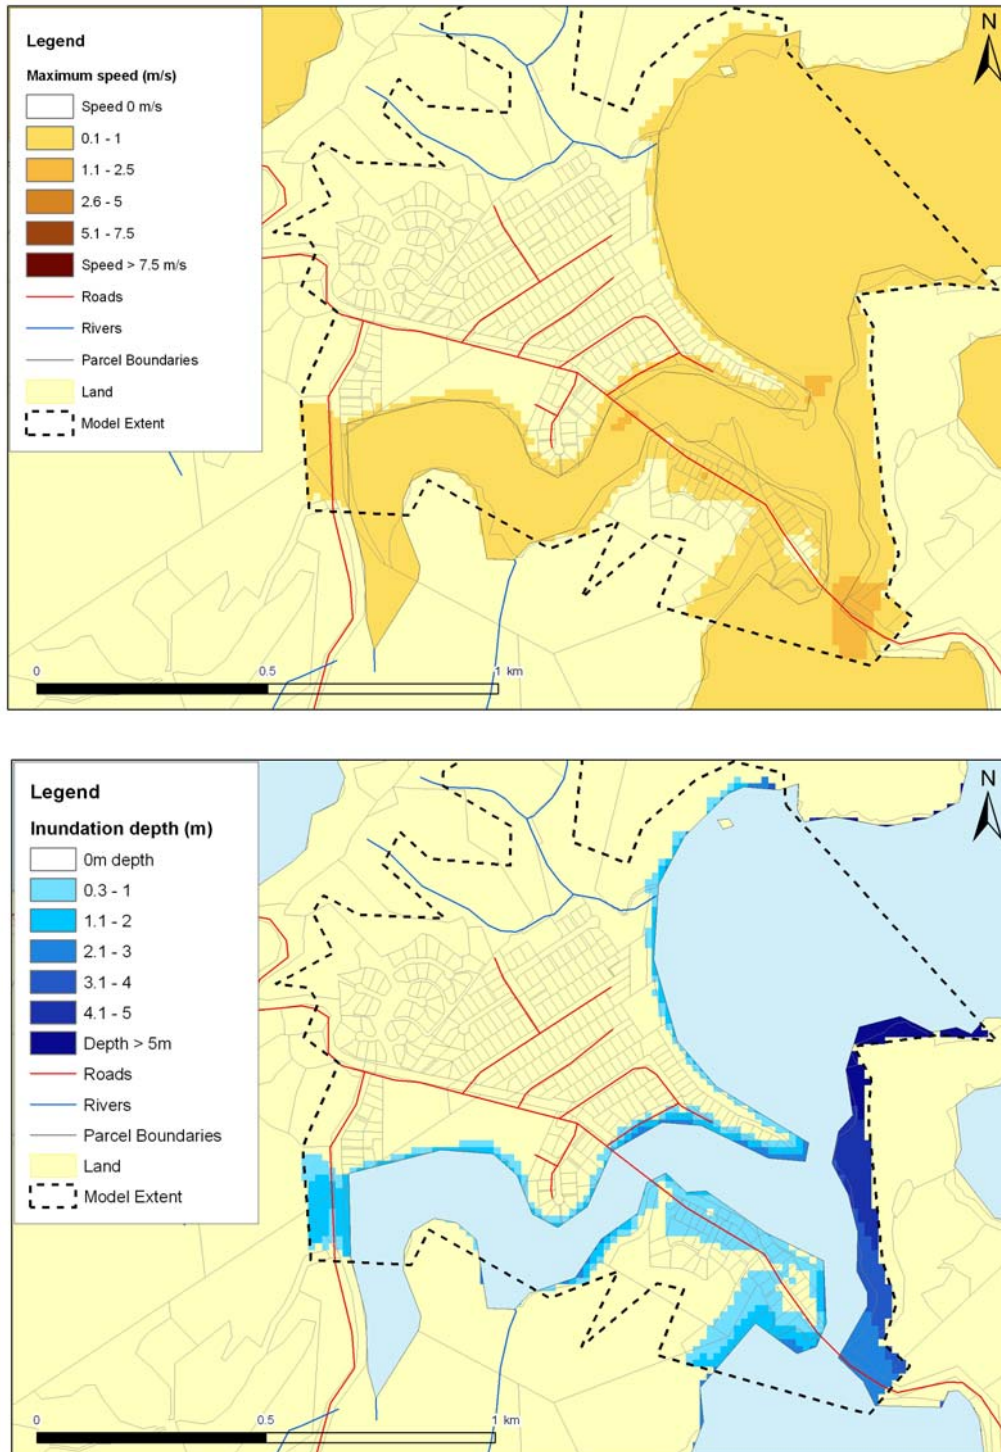 Legend
N
Maximum speed (m/s)
Speed 0 m/s
0.1 - 1
1.1 - 2.5
2.6 - 5
5.1 - 7.5
Speed > 7.5 m/s
Roads
Rivers
Parcel Boundaries
Land
Model Extent
0 0.5 1 km
Legend
N
Inundation depth (m)
0m depth
0.3 - 1
1.1 - 2
2.1 - 3
3.1 - 4
4.1 - 5
Depth > 5m
Roads
Rivers
Parcel Boundaries
Land
Model Extent
0 0.5 1 km